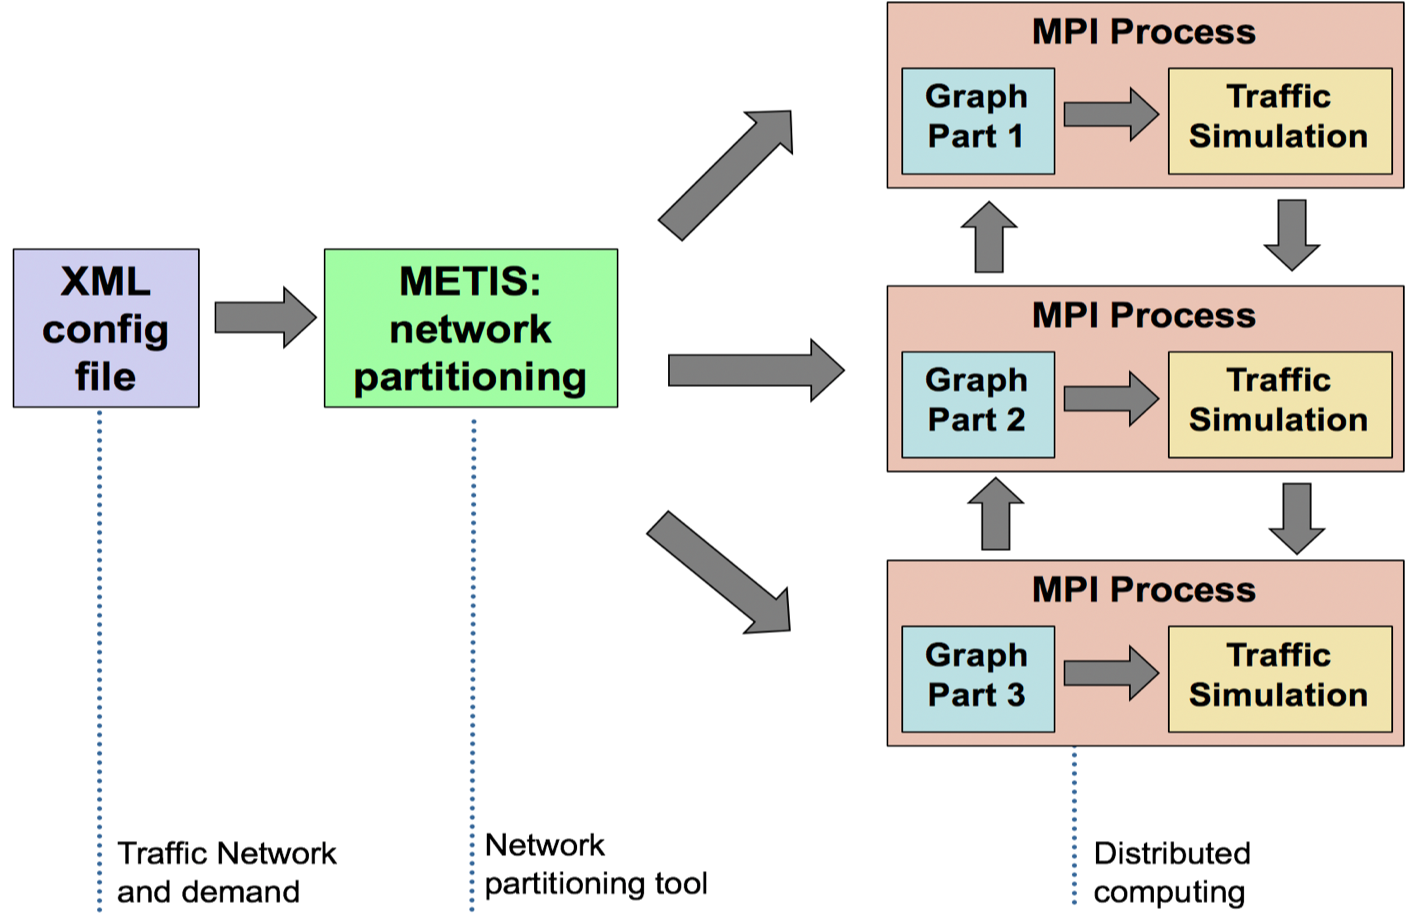 XML
config
file
METIS:
network
partitioning
MPI Process
Graph
Part 1
Traffic
Simulation
MPI Process
Graph
Part 2
Traffic
Simulation
MPI Process
Graph
Part 3
Traffic
Simulation
Traffic Network
and demand
Network
partitioning tool
Distributed
computing